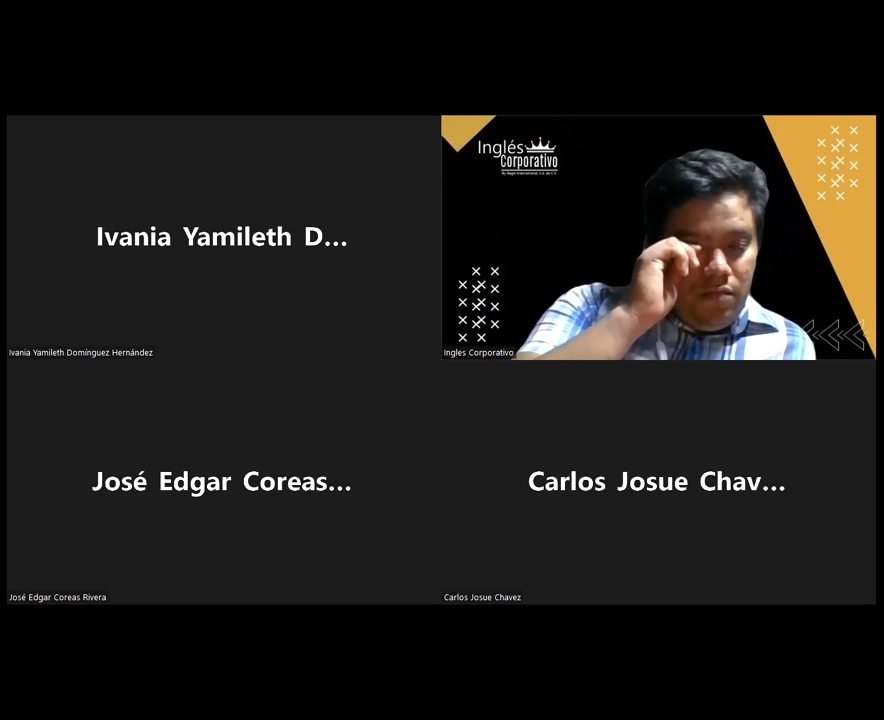 Ivania Yamileth D...
Ivania Yamileth Domínguez Hernández
Inglés
Corporativo
Ingles Corporativo
José Edgar Coreas...
José Edgar Coreas Rivera
Carlos Josue Chav...
Carlos Josue Chavez